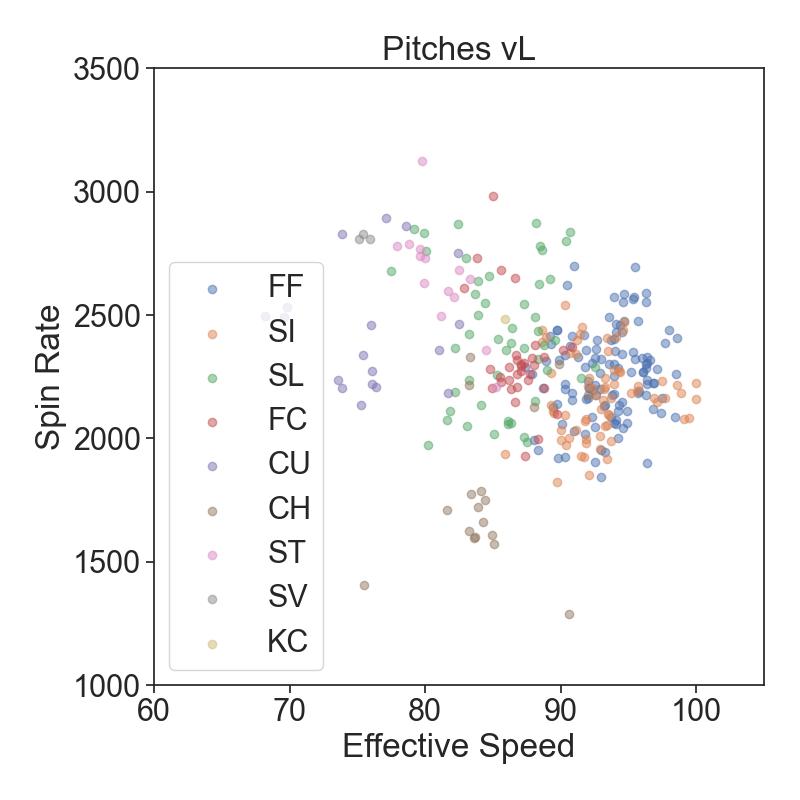 Pitches vL
3500
3000
2500
2000
1500
1000
Spin Rate
FF
SI
SL
FC
CU
CH
ST
SV
KC
60 70 80 90 100
Effective Speed